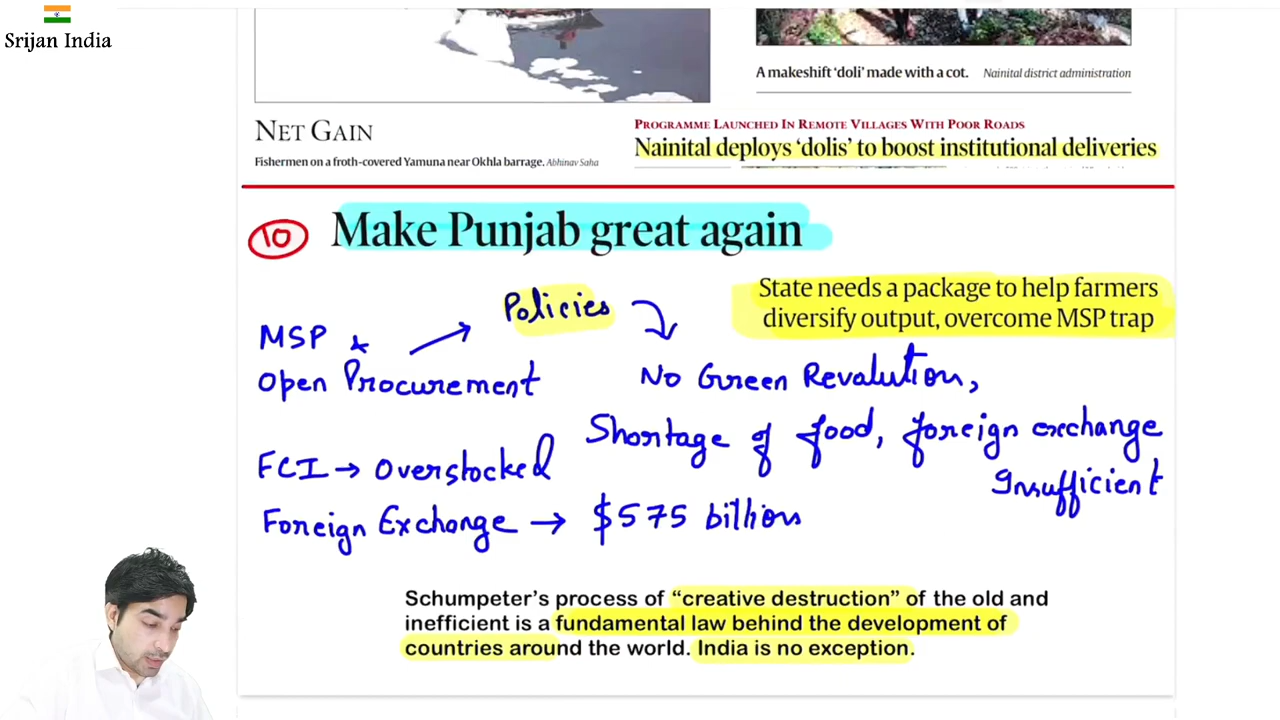 Srijan India
A makeshift ‘doli’ made with a cot. Nainital district administration
NET GAIN
Fishermen on a froth-covered Yamuna near Okhla barrage. Abhinav Saha
PROGRAMME LAUNCHED IN REMOTE VILLAGES WITH POOR ROADS
Nainital deploys ‘dolis’ to boost institutional deliveries
10
Make Punjab great again
State needs a package to help farmers
diversify output, overcome MSP trap
Policies
MSP
Open Procurement
No Green Revalution,
Shortage of food, foreign exchange
Insufficient
FCI → Overstocked
Foreign Exchange → $575 billion
Schumpeter’s process of “creative destruction” of the old and
inefficient is a fundamental law behind the development of
countries around the world. India is no exception.